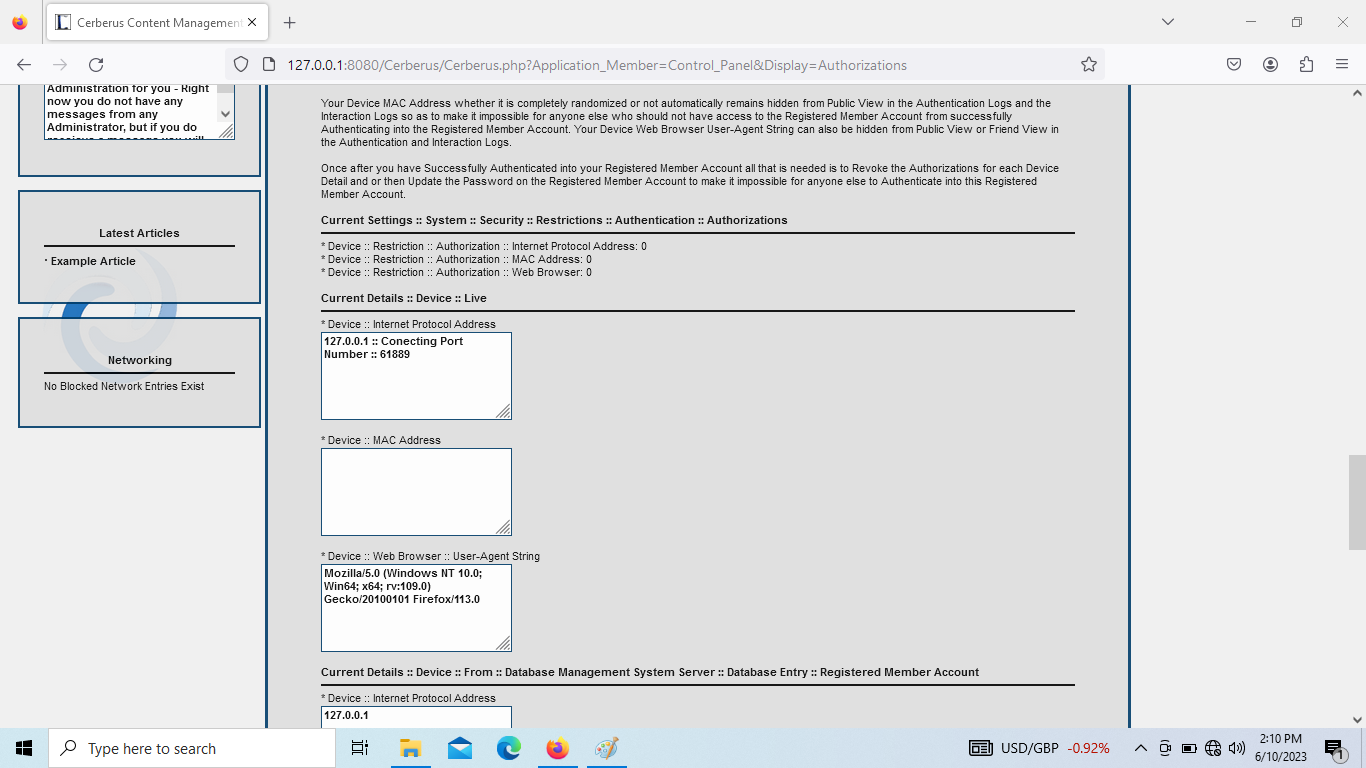 Cerberus Content Management
127.0.0.1:8080/Cerberus/Cerberus.php?Application_Member=Control_Panel&Display=Authorizations
Administration for you - Right
now you do not have any
messages from any
Administrator, but if you do
Latest Articles
· Example Article
Networking
No Blocked Network Entries Exist
Your Device MAC Address whether it is completely randomized or not automatically remains hidden from Public View in the Authentication Logs and the
Interaction Logs so as to make it impossible for anyone else who should not have access to the Registered Member Account from successfully
Authenticating into the Registered Member Account. Your Device Web Browser User-Agent String can also be hidden from Public View or Friend View in
the Authentication and Interaction Logs.
Once after you have Successfully Authenticated into your Registered Member Account all that is needed is to Revoke the Authorizations for each Device
Detail and or then Update the Password on the Registered Member Account to make it impossible for anyone else to Authenticate into this Registered
Member Account.
Current Settings :: System :: Security :: Restrictions :: Authentication :: Authorizations
* Device :: Restriction :: Authorization :: Internet Protocol Address: 0
* Device :: Restriction :: Authorization :: MAC Address: 0
* Device :: Restriction :: Authorization :: Web Browser: 0
Current Details :: Device :: Live
* Device :: Internet Protocol Address
127.0.0.1 :: Conecting Port
Number :: 61889
* Device :: MAC Address
* Device :: Web Browser :: User-Agent String
Mozilla/5.0 (Windows NT 10.0;
Win64; x64; rv:109.0)
Gecko/20100101 Firefox/113.0
Current Details :: Device :: From :: Database Management System Server :: Database Entry :: Registered Member Account
* Device :: Internet Protocol Address
127.0.0.1
Type here to search
USD/GBP -0.92%
2:10 PM
6/10/2023
1